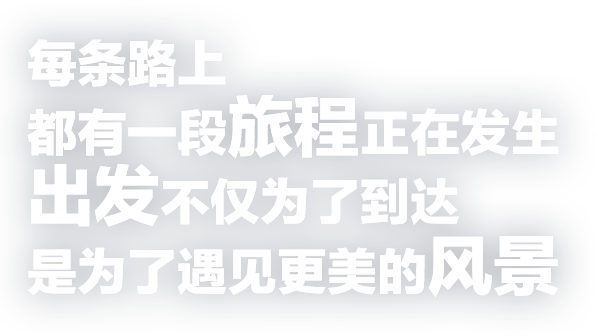 每条路上
都有一段旅程正在发生
出发不仅为了到达
是为了遇见更美的风景